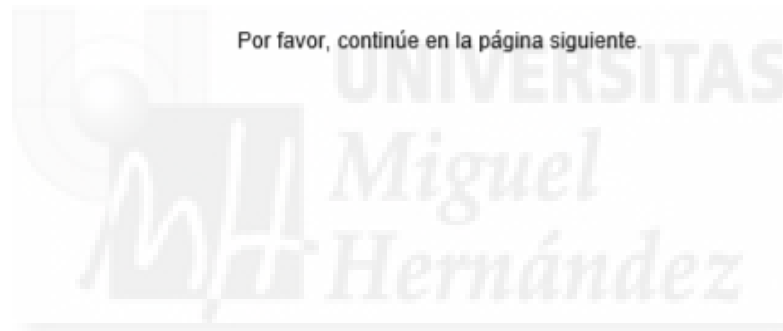 Por favor, continúe en la página siguiente.
UNIVERSITAS
Miguel
Hernández